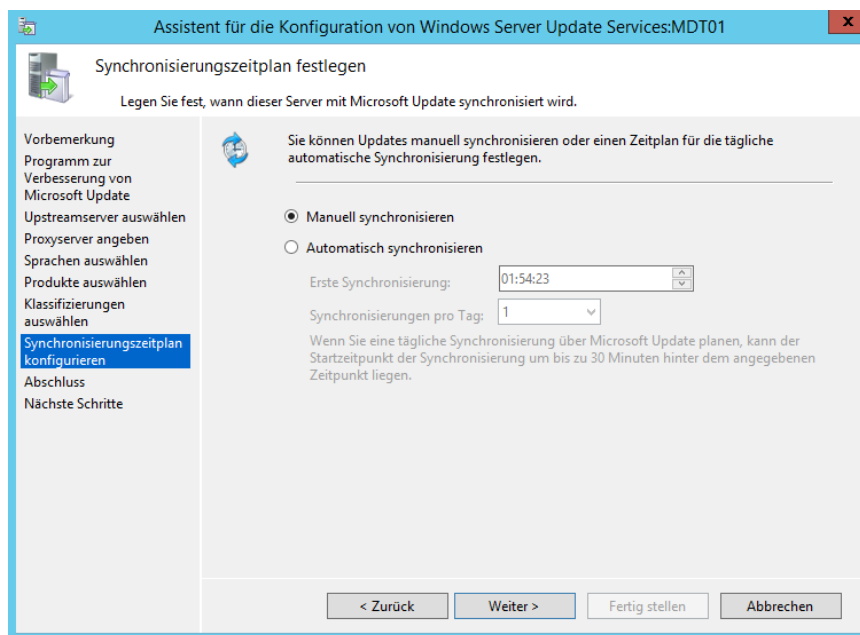 Assistent für die Konfiguration von Windows Server Update Services:MDT01
x
Synchronisierungszeitplan festlegen
Legen Sie fest, wann dieser Server mit Microsoft Update synchronisiert wird.
Vorbemerkung
Programm zur
Verbesserung von
Microsoft Update
Upstreamserver auswählen
Proxyserver angeben
Sprachen auswählen
Produkte auswählen
Klassifizierungen
auswählen
Synchronisierungszeitplan
konfigurieren
Abschluss
Nächste Schritte
Sie können Updates manuell synchronisieren oder einen Zeitplan für die tägliche
automatische Synchronisierung festlegen.
Manuell synchronisieren
Automatisch synchronisieren
Erste Synchronisierung: 01:54:23
Synchronisierungen pro Tag: 1
Wenn Sie eine tägliche Synchronisierung über Microsoft Update planen, kann der
Startzeitpunkt der Synchronisierung um bis zu 30 Minuten hinter dem angegebenen
Zeitpunkt liegen.
< Zurück Weiter > Fertig stellen Abbrechen